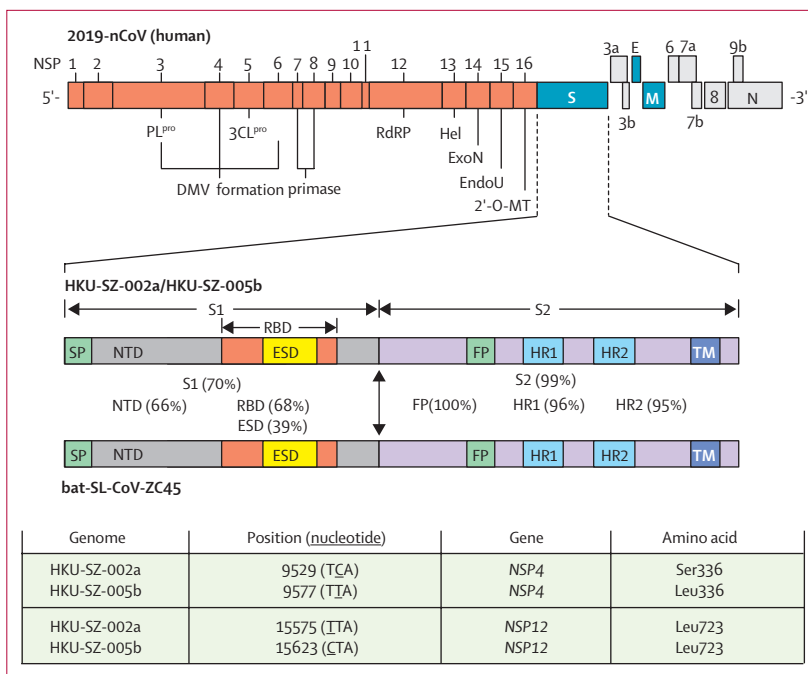 2019-nCoV (human)
NSP 1 2 3 4 5 6 7 8 9 10 11 12 13 14 15 16 3a E 6 7a 9b
5'- S M 8 N -3'
3b 7b
PLpro 3CLpro RdRP Hel
ExoN
DMV formation primase EndoU
2'-O-MT
HKU-SZ-002a/HKU-SZ-005b
S1 S2
RBD
SP NTD ESD FP HR1 HR2 TM
S1 (70%) S2 (99%)
NTD (66%) RBD (68%) FP(100%) HR1 (96%) HR2 (95%)
ESD (39%)
SP NTD ESD FP HR1 HR2 TM
bat-SL-CoV-ZC45
Genome Position (nucleotide) Gene Amino acid
HKU-SZ-002a 9529 (TCA) NSP4 Ser336
HKU-SZ-005b 9577 (TTA) NSP4 Leu336
HKU-SZ-002a 15575 (TTA) NSP12 Leu723
HKU-SZ-005b 15623 (CTA) NSP12 Leu723